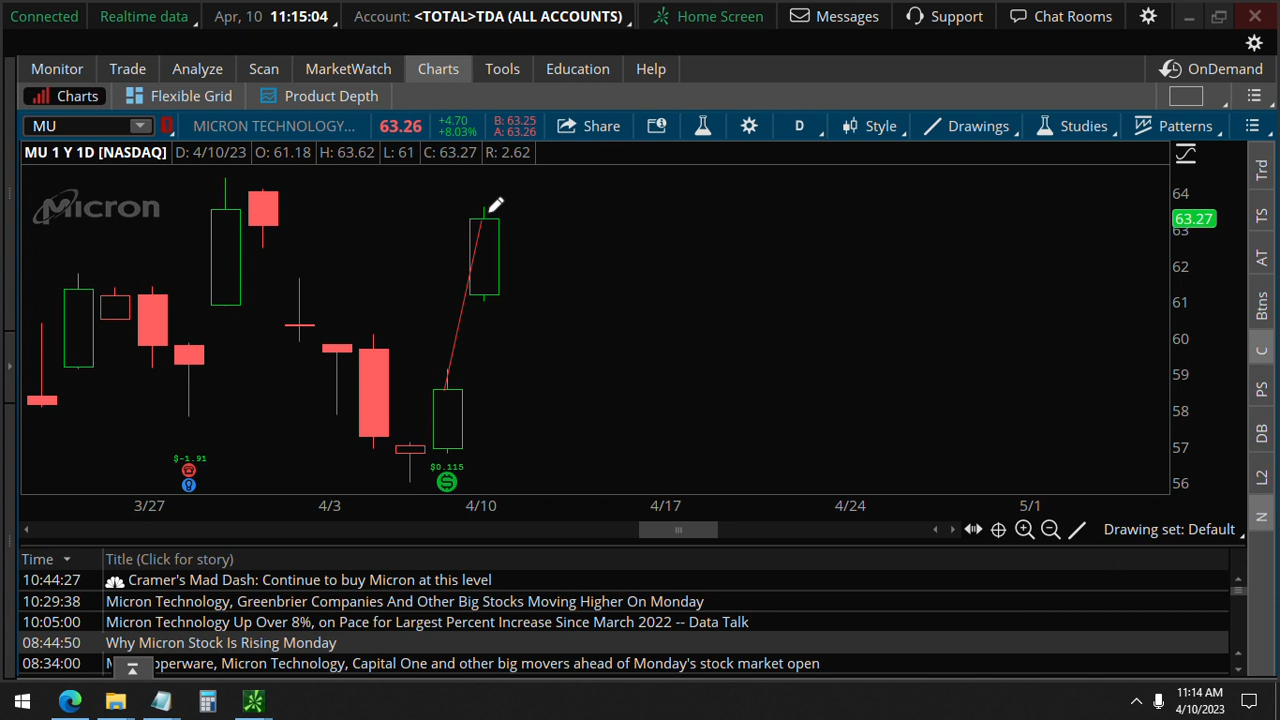 Connected Realtime data Apr, 10 11:15:04 Account: <TOTAL>TDA (ALL ACCOUNTS) Home Screen Messages Support Chat Rooms
Monitor Trade Analyze Scan MarketWatch Charts Tools Education Help OnDemand
Charts Flexible Grid Product Depth
MU MICRON TECHNOLOGY... 63.26 +4.70 +8.03% B: 63.25 A: 63.26 Share D Style Drawings Studies Patterns
MU 1 Y 1D [NASDAQ] D: 4/10/23 O: 61.18 H: 63.62 L: 61 C: 63.27 R: 2.62
Micron
64
63.27
63
62
61
60
59
58
57
56
$-1.91
$0.115
3/27 4/3 4/10 4/17 4/24 5/1
Trd
TS
AT
Btns
C
PS
DB
L2
N
Drawing set: Default
Time Title (Click for story)
10:44:27 Cramer's Mad Dash: Continue to buy Micron at this level
10:29:38 Micron Technology, Greenbrier Companies And Other Big Stocks Moving Higher On Monday
10:05:00 Micron Technology Up Over 8%, on Pace for Largest Percent Increase Since March 2022 -- Data Talk
08:44:50 Why Micron Stock Is Rising Monday
08:34:00 pperware, Micron Technology, Capital One and other big movers ahead of Monday's stock market open
11:14 AM
4/10/2023